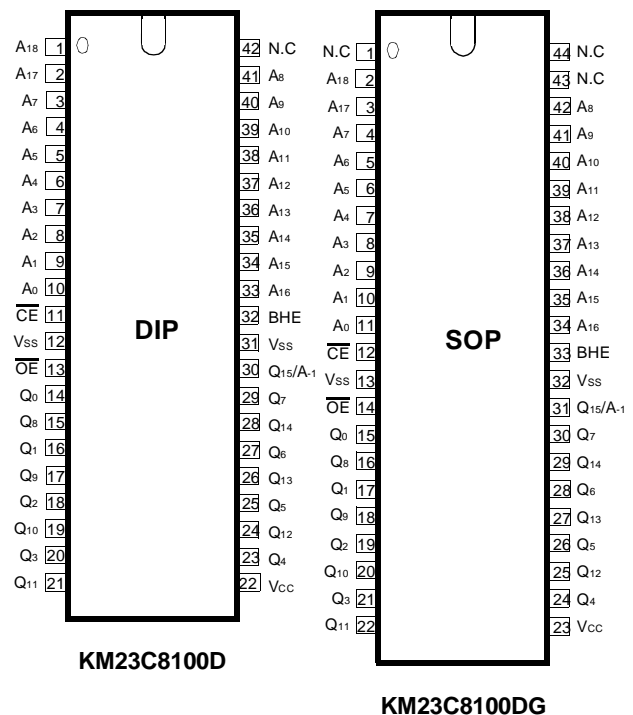 A18 1 42 N.C
A17 2 41 A8
A7 3 40 A9
A6 4 39 A10
A5 5 38 A11
A4 6 37 A12
A3 7 36 A13
A2 8 35 A14
A1 9 34 A15
A0 10 33 A16
CE 11 32 BHE
VSS 12 31 VSS
OE 13 30 Q15/A-1
Q0 14 29 Q7
Q8 15 28 Q14
Q1 16 27 Q6
Q9 17 26 Q13
Q2 18 25 Q5
Q10 19 24 Q12
Q3 20 23 Q4
Q11 21 22 VCC
DIP
KM23C8100D
N.C 1 44 N.C
A18 2 43 N.C
A17 3 42 A8
A7 4 41 A9
A6 5 40 A10
A5 6 39 A11
A4 7 38 A12
A3 8 37 A13
A2 9 36 A14
A1 10 35 A15
A0 11 34 A16
CE 12 33 BHE
VSS 13 32 VSS
OE 14 31 Q15/A-1
Q0 15 30 Q7
Q8 16 29 Q14
Q1 17 28 Q6
Q9 18 27 Q13
Q2 19 26 Q5
Q10 20 25 Q12
Q3 21 24 Q4
Q11 22 23 VCC
SOP
KM23C8100DG